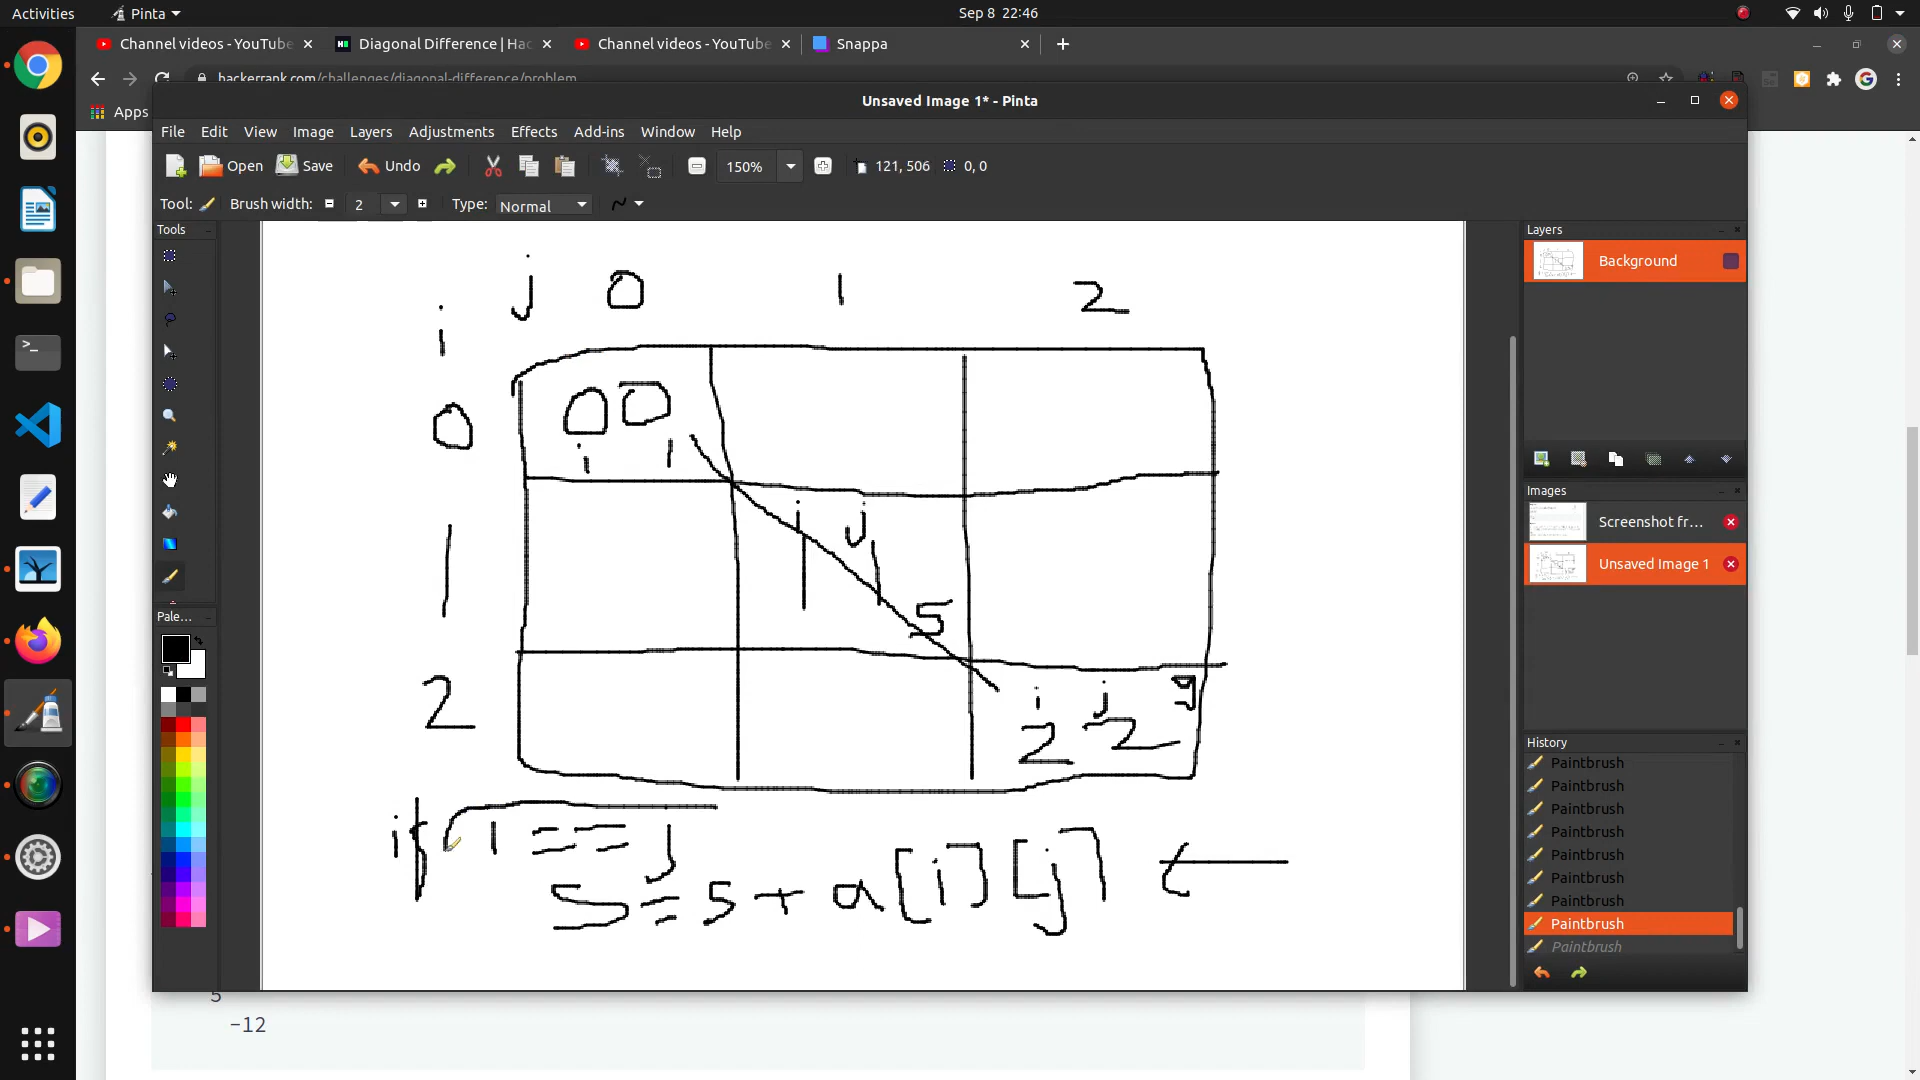 Activities Pinta Sep 8 22:46
Channel videos - YouTube Diagonal Difference | Hac Channel videos - YouTube Snappa
hackerrank.com/challenges/diagonal-difference/problem
Apps
Unsaved Image 1* - Pinta
File Edit View Image Layers Adjustments Effects Add-ins Window Help
Open Save Undo 150% 121, 506 0, 0
Tool: Brush width: 2 Type: Normal
Tools
Layers
Background
Images
Screenshot fr...
Unsaved Image 1
History
Paintbrush
Paintbrush
Paintbrush
Paintbrush
Paintbrush
Paintbrush
Paintbrush
Paintbrush
Paintbrush
Pale...
j 0 1 2
i
0 00
i
i j
1 1 1
5
i j 9
2 2 2
if i == j
S = S + a[i][j]
5
-12